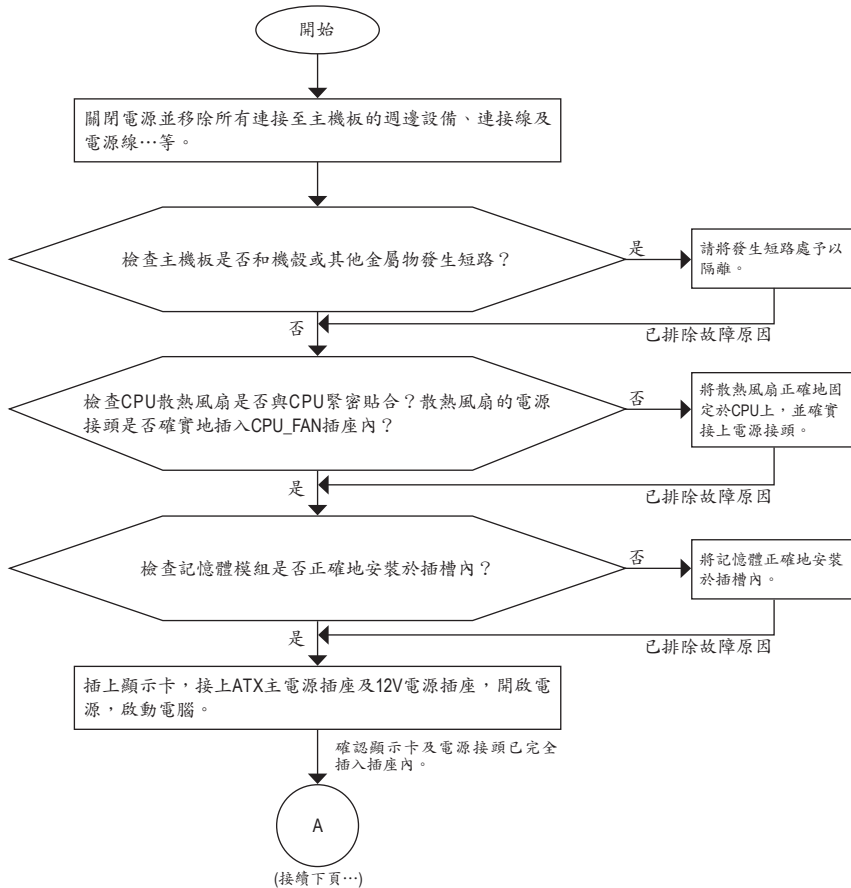 開始
關閉電源並移除所有連接至主機板的週邊設備、連接線及
電源線⋯等。
檢查主機板是否和機殼或其他金屬物發生短路？
是
請將發生短路處予以
隔離。
否
已排除故障原因
檢查CPU散熱風扇是否與CPU緊密貼合？散熱風扇的電源
接頭是否確實地插入CPU_FAN插座內？
否
將散熱風扇正確地固
定於CPU上，並確實
接上電源接頭。
是
已排除故障原因
檢查記憶體模組是否正確地安裝於插槽內？
否
將記憶體正確地安裝
於插槽內。
是
已排除故障原因
插上顯示卡，接上ATX主電源插座及12V電源插座，開啟電
源，啟動電腦。
確認顯示卡及電源接頭已完全
插入插座內。
A
(接續下頁⋯)